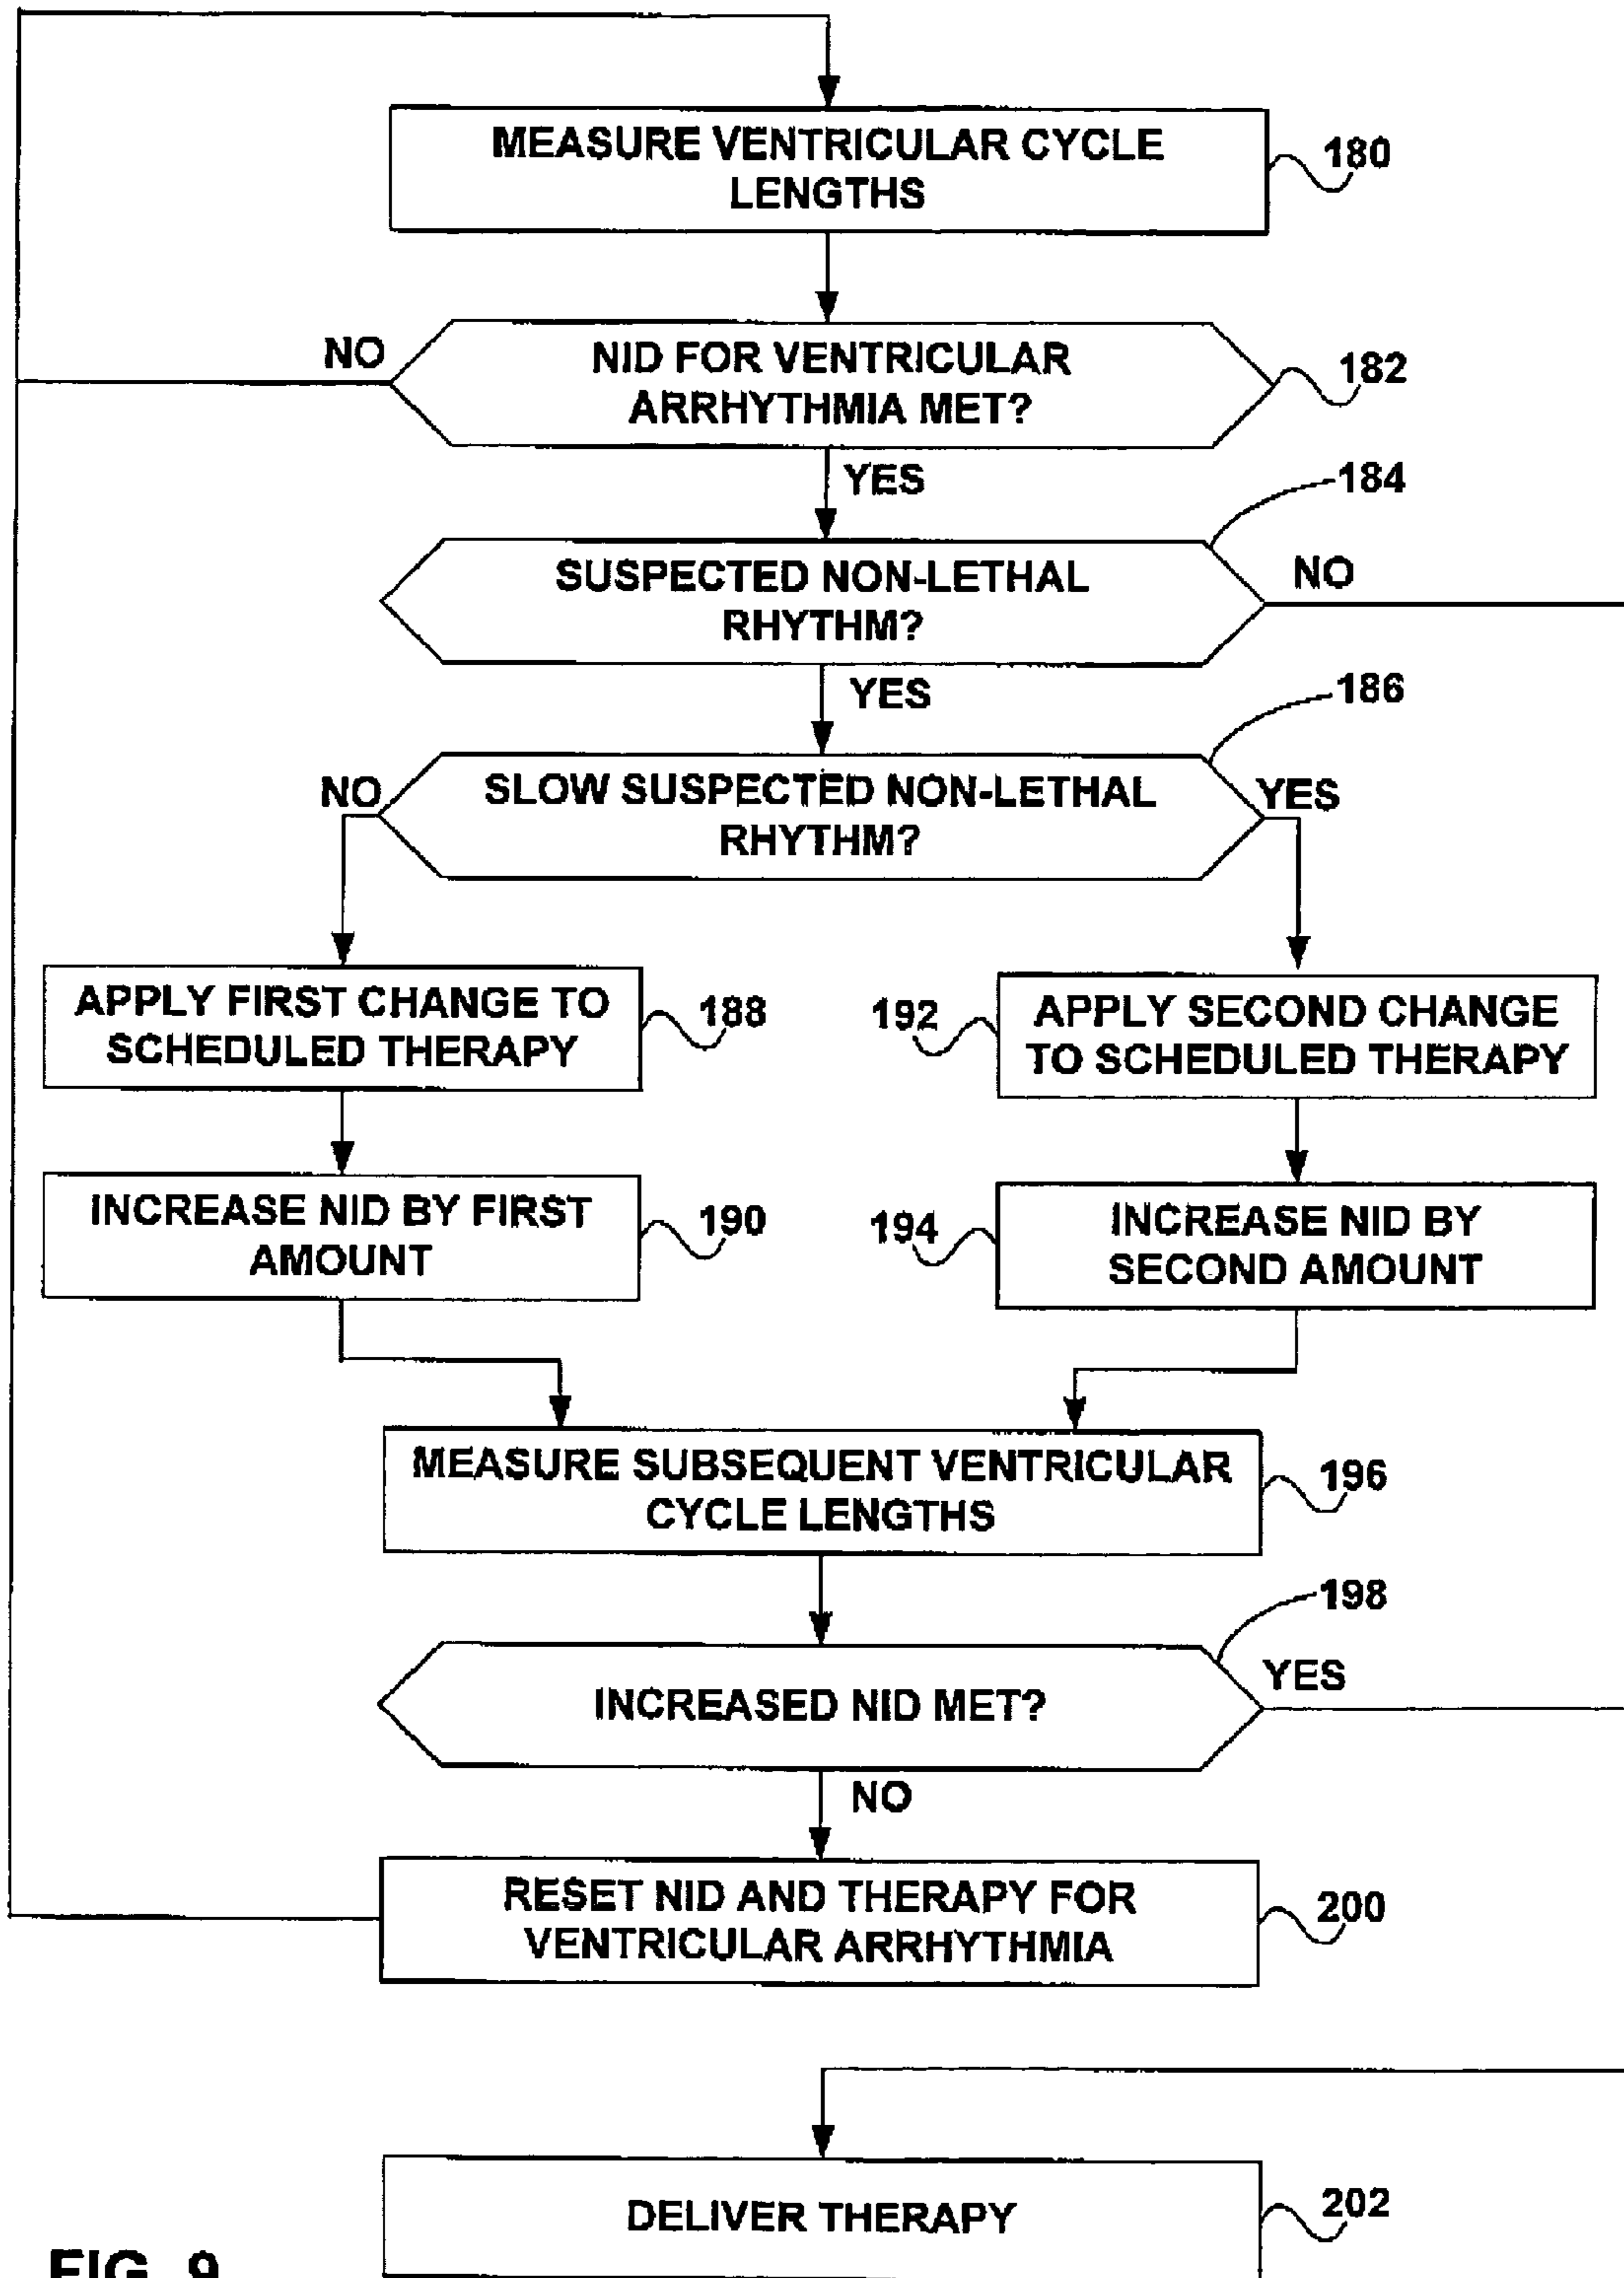 MEASURE VENTRICULAR CYCLE
LENGTHS
180
NO
NID FOR VENTRICULAR
ARRHYTHMIA MET?
182
YES
184
SUSPECTED NON-LETHAL
RHYTHM?
NO
YES
186
NO
SLOW SUSPECTED NON-LETHAL
RHYTHM?
YES
APPLY FIRST CHANGE TO
SCHEDULED THERAPY
188
192
APPLY SECOND CHANGE
TO SCHEDULED THERAPY
INCREASE NID BY FIRST
AMOUNT
190
194
INCREASE NID BY
SECOND AMOUNT
MEASURE SUBSEQUENT VENTRICULAR
CYCLE LENGTHS
196
198
INCREASED NID MET?
YES
NO
RESET NID AND THERAPY FOR
VENTRICULAR ARRHYTHMIA
200
DELIVER THERAPY
202
FIG. 9